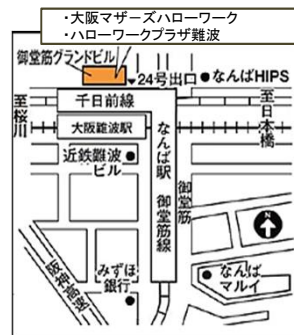 ・大阪マザーズハローワーク
・ハローワークプラザ難波
御堂筋グランドビル
24号出口
なんばHIPS
至桜川
千日前線
至日本橋
大阪難波駅
近鉄難波
ビル
なんば駅
御堂筋線
御堂筋
N
みずほ
銀行
なんば
マルイ
阪神高速